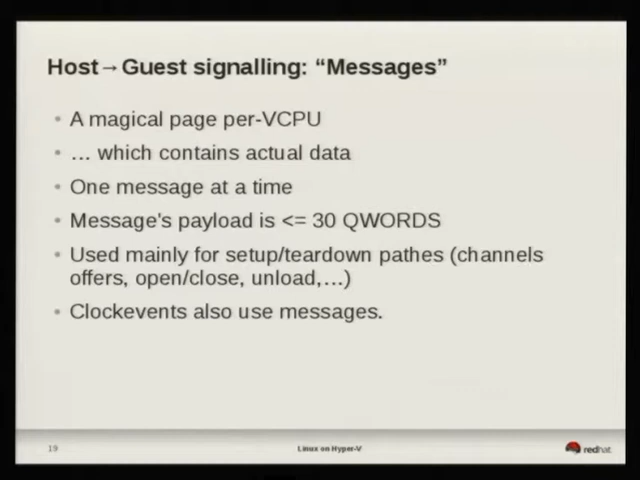 Host→Guest signalling: “Messages”
• A magical page per-VCPU
• … which contains actual data
• One message at a time
• Message's payload is <= 30 QWORDS
• Used mainly for setup/teardown pathes (channels
offers, open/close, unload,…)
• Clockevents also use messages.
19
Linux on Hyper-V
redhat